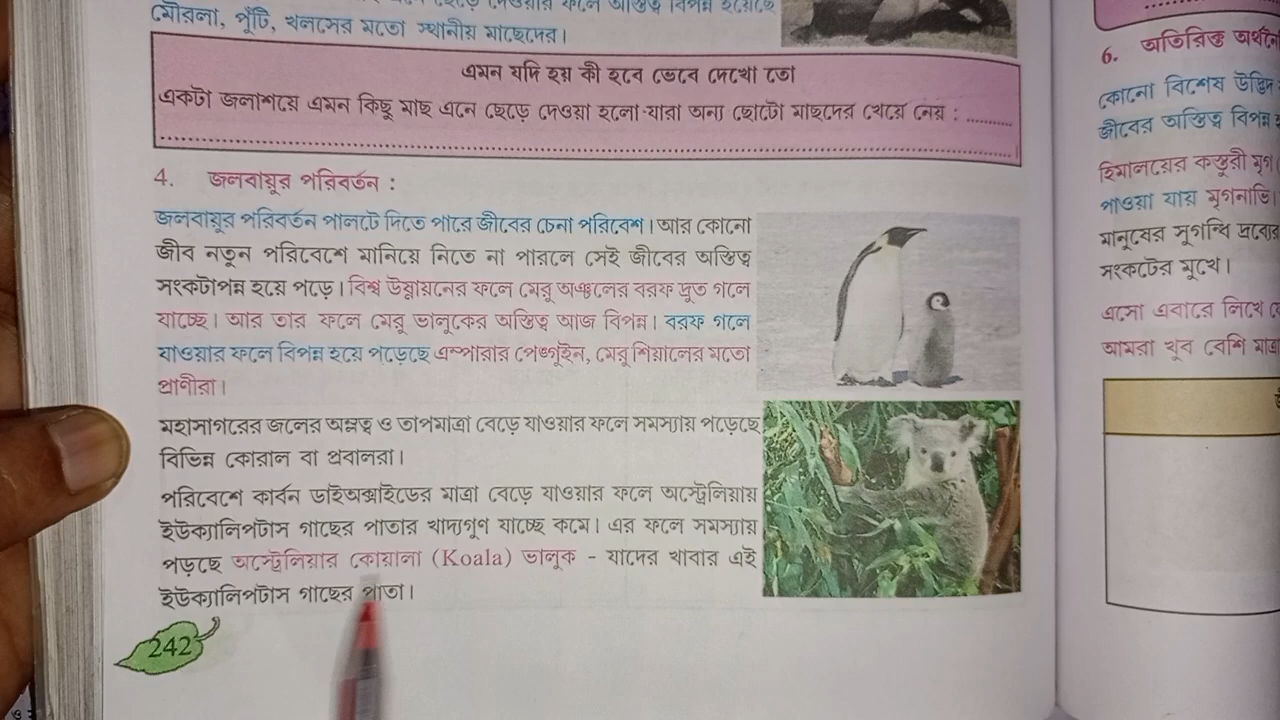 মৌরলা, পুঁটি, খলসের মতো স্থানীয় মাছেদের।
এমন যদি হয় কী হবে ভেবে দেখো তো
একটা জলাশয়ে এমন কিছু মাছ এনে ছেড়ে দেওয়া হলো যারা অন্য ছোটো মাছদের খেয়ে নেয় : ..........
4. জলবায়ুর পরিবর্তন :
জলবায়ুর পরিবর্তন পালটে দিতে পারে জীবের চেনা পরিবেশ। আর কোনো
জীব নতুন পরিবেশে মানিয়ে নিতে না পারলে সেই জীবের অস্তিত্ব
সংকটাপন্ন হয়ে পড়ে। বিশ্ব উষ্ণায়নের ফলে মেরু অঞ্চলের বরফ দ্রুত গলে
যাচ্ছে। আর তার ফলে মেরু ভালুকের অস্তিত্ব আজ বিপন্ন। বরফ গলে
যাওয়ার ফলে বিপন্ন হয়ে পড়েছে এম্পারার পেঙ্গুইন, মেরু শিয়ালের মতো
প্রাণীরা।
মহাসাগরের জলের অম্লত্ব ও তাপমাত্রা বেড়ে যাওয়ার ফলে সমস্যায় পড়েছে
বিভিন্ন কোরাল বা প্রবালরা।
পরিবেশে কার্বন ডাইঅক্সাইডের মাত্রা বেড়ে যাওয়ার ফলে অস্ট্রেলিয়ায়
ইউক্যালিপটাস গাছের পাতার খাদ্যগুণ যাচ্ছে কমে। এর ফলে সমস্যায়
পড়ছে অস্ট্রেলিয়ার কোয়ালা (Koala) ভালুক - যাদের খাবার এই
ইউক্যালিপটাস গাছের পাতা।
242
6. অতিরিক্ত
কোনো বিশেষ উদ্ভিদ
জীবের অস্তিত্ব বিপন্ন
হিমালয়ের কস্তুরী মৃগ
পাওয়া যায় মৃগনাভি।
মানুষের সুগন্ধি দ্রব্যের
সংকটের মুখে।
এসো এবারে লিখে
আমরা খুব বেশি